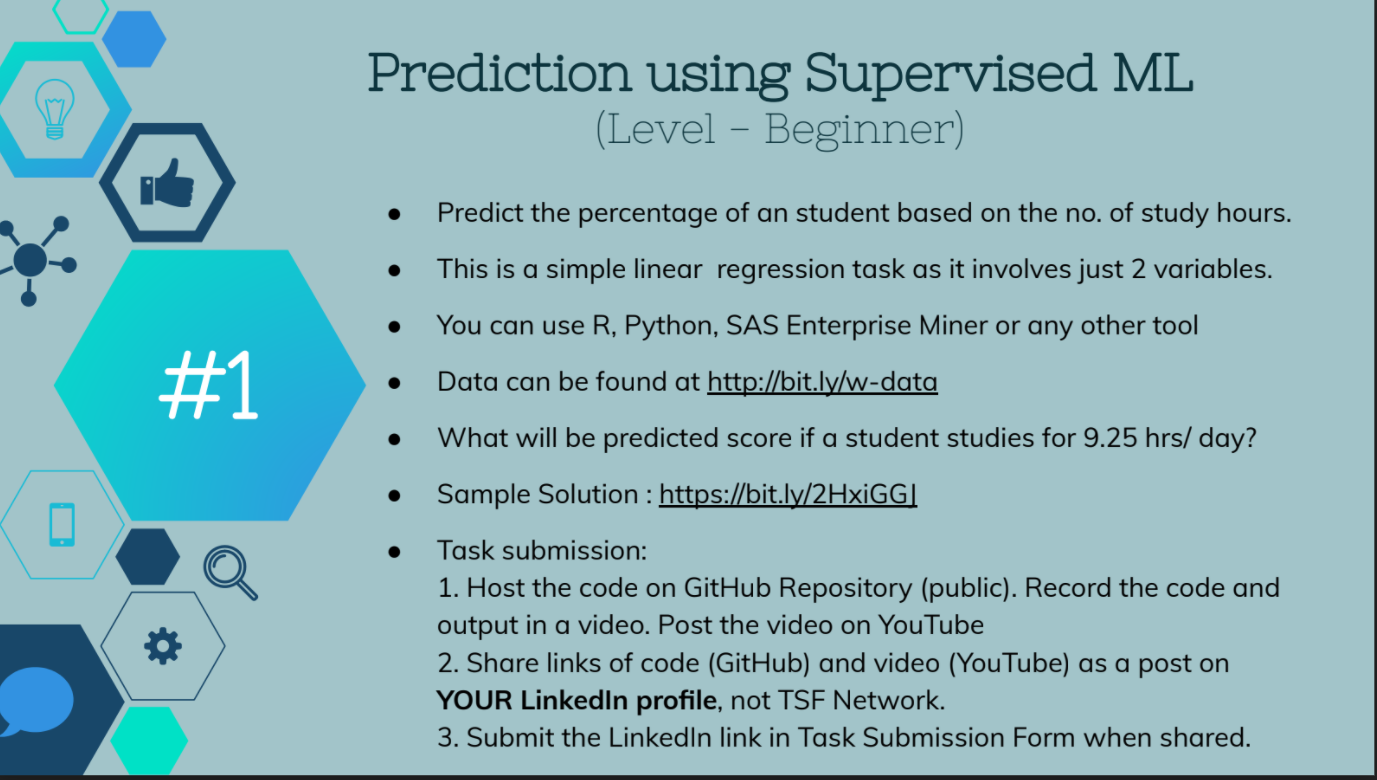 Prediction using Supervised ML
(Level - Beginner)
#1
● Predict the percentage of an student based on the no. of study hours.
● This is a simple linear regression task as it involves just 2 variables.
● You can use R, Python, SAS Enterprise Miner or any other tool
● Data can be found at http://bit.ly/w-data
● What will be predicted score if a student studies for 9.25 hrs/ day?
● Sample Solution : https://bit.ly/2HxiGGJ
● Task submission:
1. Host the code on GitHub Repository (public). Record the code and
output in a video. Post the video on YouTube
2. Share links of code (GitHub) and video (YouTube) as a post on
YOUR LinkedIn profile, not TSF Network.
3. Submit the LinkedIn link in Task Submission Form when shared.